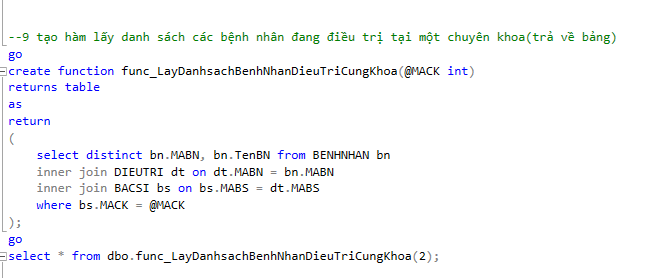 --9 tạo hàm lấy danh sách các bệnh nhân đang điều trị tại một chuyên khoa(trả về bảng)
go
create function func_LayDanhsachBenhNhanDieuTriCungKhoa(@MACK int)
returns table
as
return
(
    select distinct bn.MABN, bn.TenBN from BENHNHAN bn
    inner join DIEUTRI dt on dt.MABN = bn.MABN
    inner join BACSI bs on bs.MABS = dt.MABS
    where bs.MACK = @MACK
);
go
select * from dbo.func_LayDanhsachBenhNhanDieuTriCungKhoa(2);